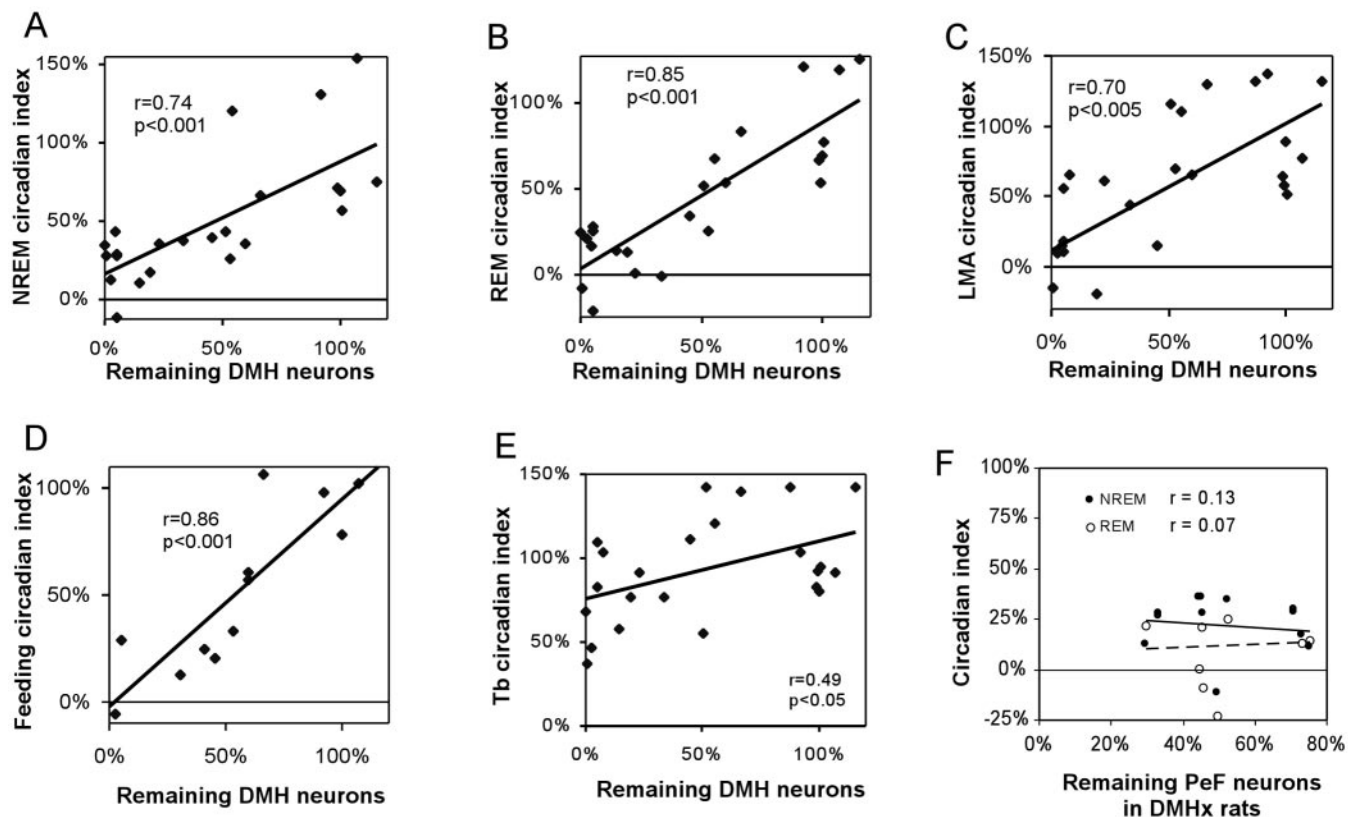 A
NREM circadian index
150%
100%
50%
0%
r=0.74
p<0.001
0% 50% 100%
Remaining DMH neurons
B
REM circadian index
100%
50%
0%
r=0.85
p<0.001
0% 50% 100%
Remaining DMH neurons
C
LMA circadian index
150%
100%
50%
0%
r=0.70
p<0.005
0% 50% 100%
Remaining DMH neurons
D
Feeding circadian index
100%
50%
0%
r=0.86
p<0.001
0% 50% 100%
Remaining DMH neurons
E
Tb circadian index
150%
100%
50%
0%
r=0.49
p<0.05
0% 50% 100%
Remaining DMH neurons
F
Circadian index
100%
75%
50%
25%
0%
-25%
NREM r = 0.13
REM r = 0.07
0% 20% 40% 60% 80%
Remaining PeF neurons
in DMHx rats